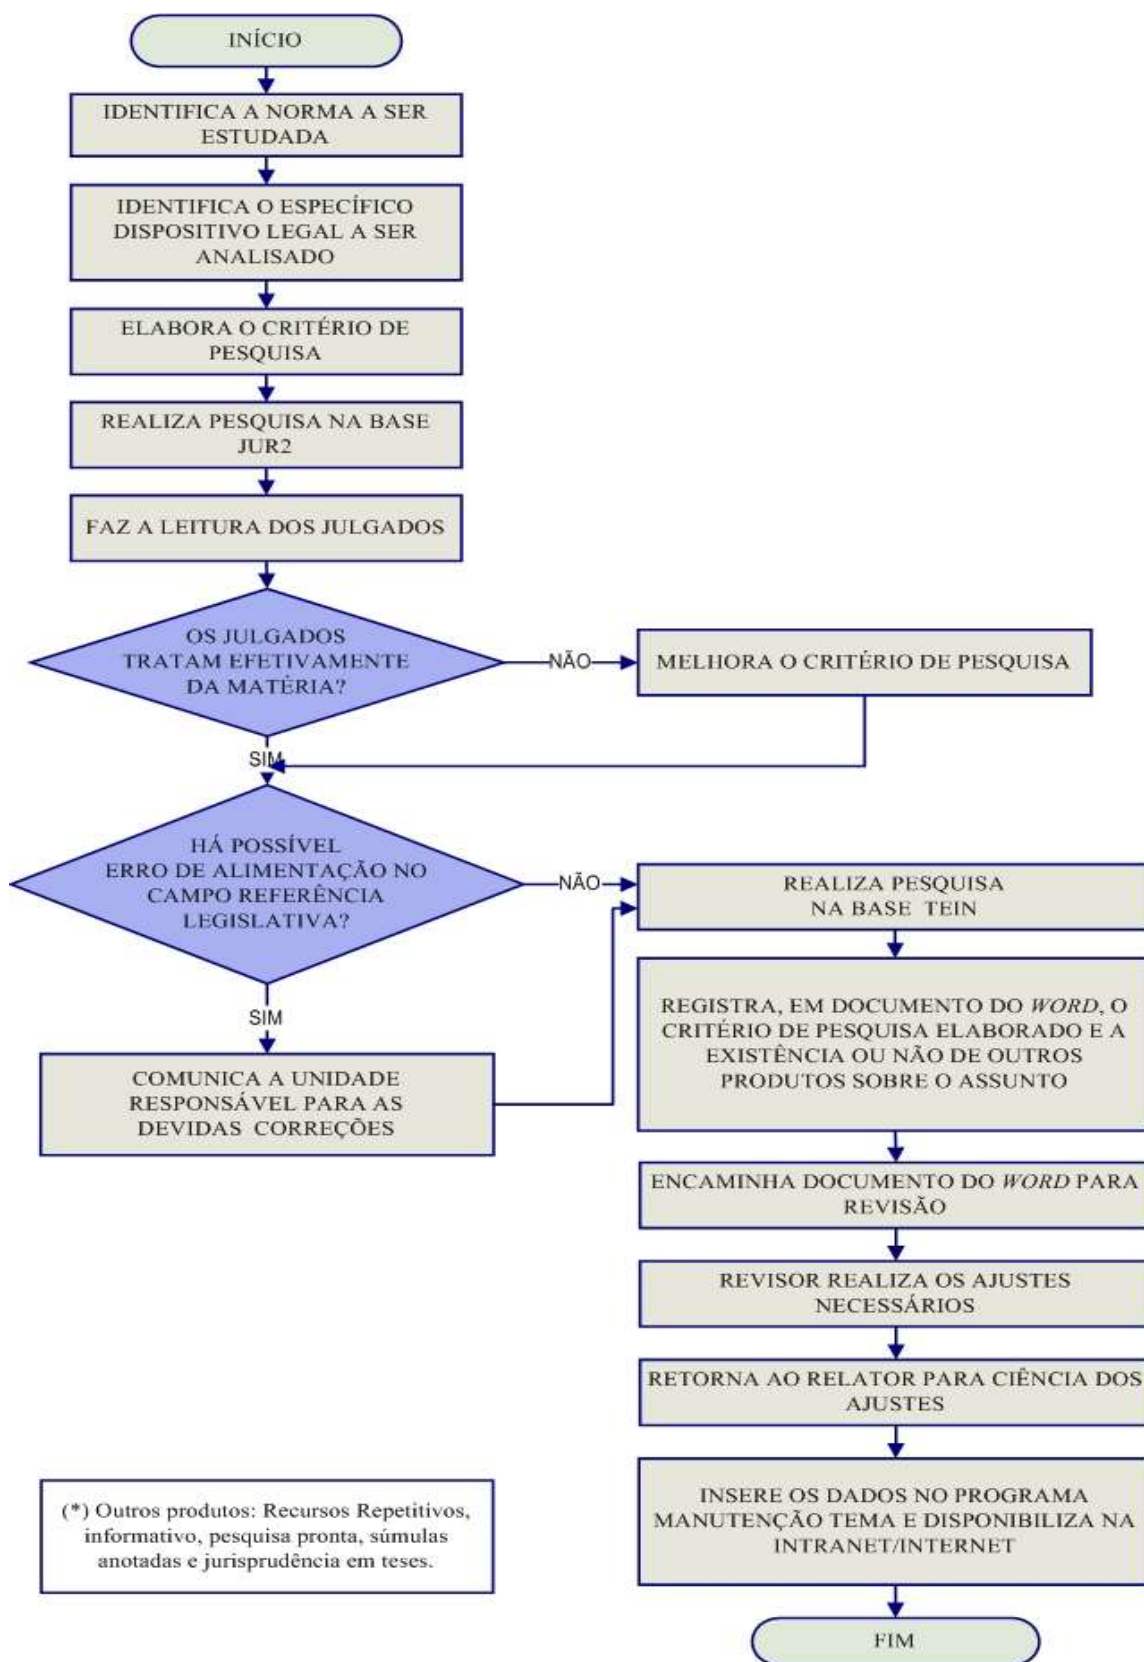 INÍCIO
IDENTIFICA A NORMA A SER
ESTUDADA
IDENTIFICA O ESPECÍFICO
DISPOSITIVO LEGAL A SER
ANALISADO
ELABORA O CRITÉRIO DE
PESQUISA
REALIZA PESQUISA NA BASE
JUR2
FAZ A LEITURA DOS JULGADOS
OS JULGADOS
TRATAM EFETIVAMENTE
DA MATÉRIA?
NÃO
MELHORA O CRITÉRIO DE PESQUISA
SIM
HÁ POSSÍVEL
ERRO DE ALIMENTAÇÃO NO
CAMPO REFERÊNCIA
LEGISLATIVA?
NÃO
REALIZA PESQUISA
NA BASE TEIN
SIM
COMUNICA A UNIDADE
RESPONSÁVEL PARA AS
DEVIDAS CORREÇÕES
REGISTRA, EM DOCUMENTO DO WORD, O
CRITÉRIO DE PESQUISA ELABORADO E A
EXISTÊNCIA OU NÃO DE OUTROS
PRODUTOS SOBRE O ASSUNTO
ENCAMINHA DOCUMENTO DO WORD PARA
REVISÃO
REVISOR REALIZA OS AJUSTES
NECESSÁRIOS
RETORNA AO RELATOR PARA CIÊNCIA DOS
AJUSTES
INSERE OS DADOS NO PROGRAMA
MANUTENÇÃO TEMA E DISPONIBILIZA NA
INTRANET/INTERNET
FIM
(*) Outros produtos: Recursos Repetitivos,
informativo, pesquisa pronta, súmulas
anotadas e jurisprudência em teses.